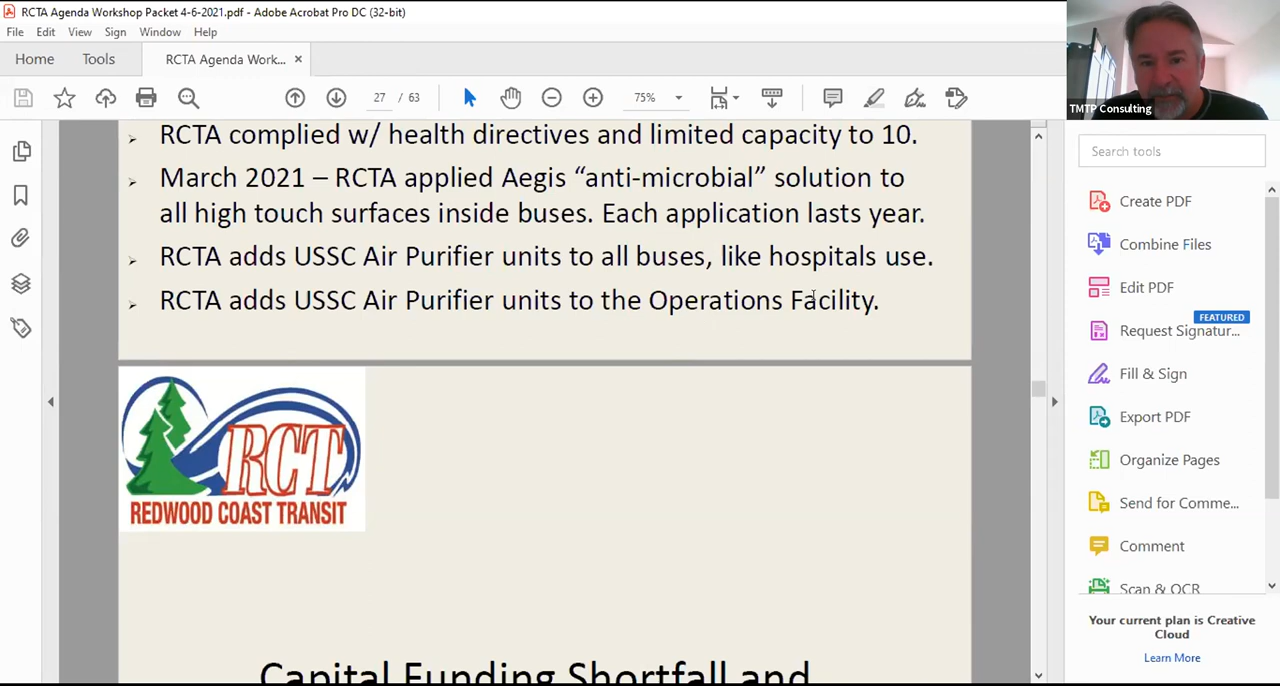 RCTA Agenda Workshop Packet 4-6-2021.pdf - Adobe Acrobat Pro DC (32-bit)
File Edit View Sign Window Help
Home Tools RCTA Agenda Work... ×
27 / 63 75%
RCTA complied w/ health directives and limited capacity to 10.
March 2021 – RCTA applied Aegis “anti-microbial” solution to
all high touch surfaces inside buses. Each application lasts year.
RCTA adds USSC Air Purifier units to all buses, like hospitals use.
RCTA adds USSC Air Purifier units to the Operations Facility.
RCT
REDWOOD COAST TRANSIT
Capital Funding Shortfall and
TMTP Consulting
Search tools
Create PDF
Combine Files
Edit PDF
FEATURED
Request Signatur...
Fill & Sign
Export PDF
Organize Pages
Send for Comme...
Comment
Scan & OCR
Your current plan is Creative
Cloud
Learn More